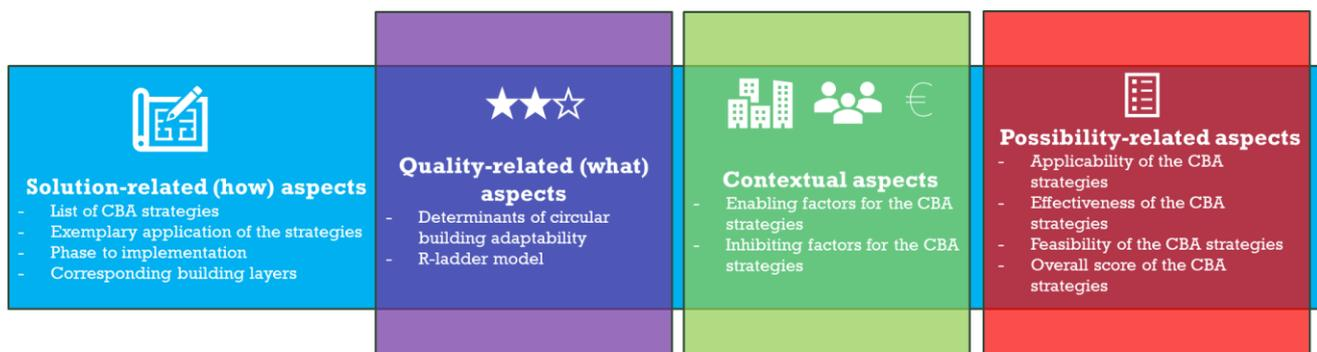 Solution-related (how) aspects
- List of CBA strategies
- Exemplary application of the strategies
- Phase to implementation
- Corresponding building layers
Quality-related (what)
aspects
- Determinants of circular
building adaptability
- R-ladder model
€
Contextual aspects
- Enabling factors for the CBA
strategies
- Inhibiting factors for the CBA
strategies
Possibility-related aspects
- Applicability of the CBA
strategies
- Effectiveness of the CBA
strategies
- Feasibility of the CBA strategies
- Overall score of the CBA
strategies